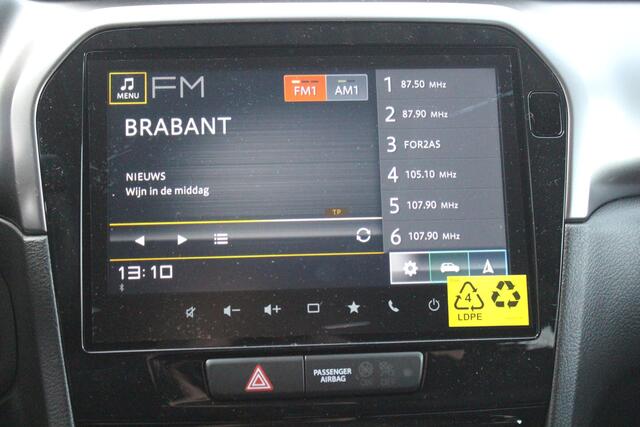 MENU
FM
FM1 AM1
BRABANT
NIEUWS
Wijn in de middag
TP
13:10
1 87.50 MHz
2 87.90 MHz
3 FOR2AS
4 105.10 MHz
5 107.90 MHz
6 107.90 MHz
4
LDPE
PASSENGER
AIRBAG